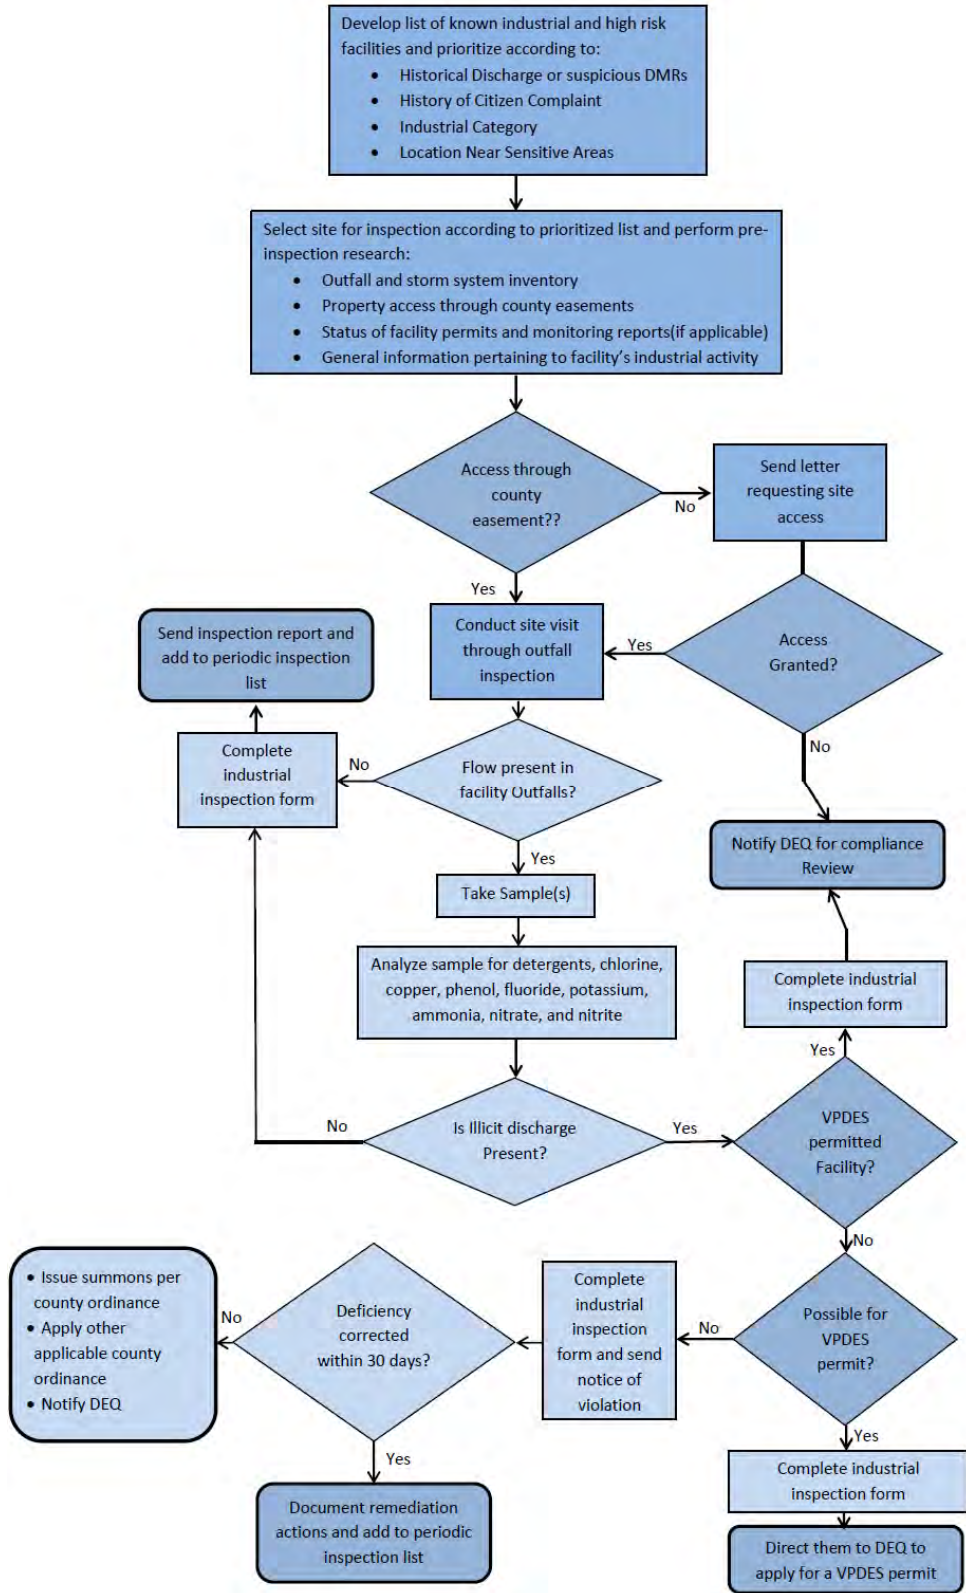 Develop list of known industrial and high risk
facilities and prioritize according to:
• Historical Discharge or suspicious DMRs
• History of Citizen Complaint
• Industrial Category
• Location Near Sensitive Areas
Select site for inspection according to prioritized list and perform pre-
inspection research:
• Outfall and storm system inventory
• Property access through county easements
• Status of facility permits and monitoring reports(if applicable)
• General information pertaining to facility's industrial activity
Access through
county
easement??
No
Send letter
requesting site
access
Yes
Conduct site visit
through outfall
inspection
Yes
Access
Granted?
No
Send inspection report and
add to periodic inspection
list
Complete
industrial
inspection form
No
Flow present in
facility Outfalls?
Notify DEQ for compliance
Review
Yes
Take Sample(s)
Analyze sample for detergents, chlorine,
copper, phenol, fluoride, potassium,
ammonia, nitrate, and nitrite
Complete industrial
inspection form
Yes
No
Is Illicit discharge
Present?
Yes
VPDES
permitted
Facility?
No
• Issue summons per
county ordinance
• Apply other
applicable county
ordinance
• Notify DEQ
No
Deficiency
corrected
within 30 days?
Complete
industrial
inspection
form and send
notice of
violation
No
Possible for
VPDES
permit?
Yes
Yes
Document remediation
actions and add to periodic
inspection list
Complete industrial
inspection form
Direct them to DEQ to
apply for a VPDES permit